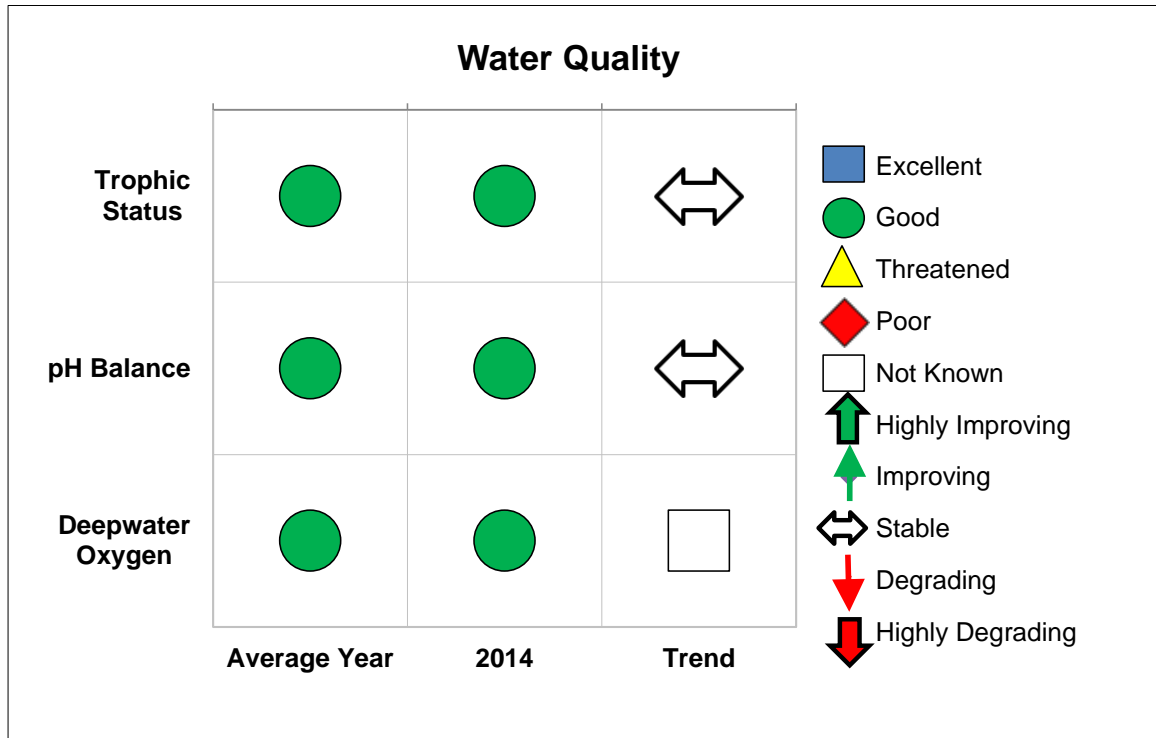 Water Quality
Trophic
Status
pH Balance
Deepwater
Oxygen
Average Year
2014
Trend
Excellent
Good
Threatened
Poor
Not Known
Highly Improving
Improving
Stable
Degrading
Highly Degrading